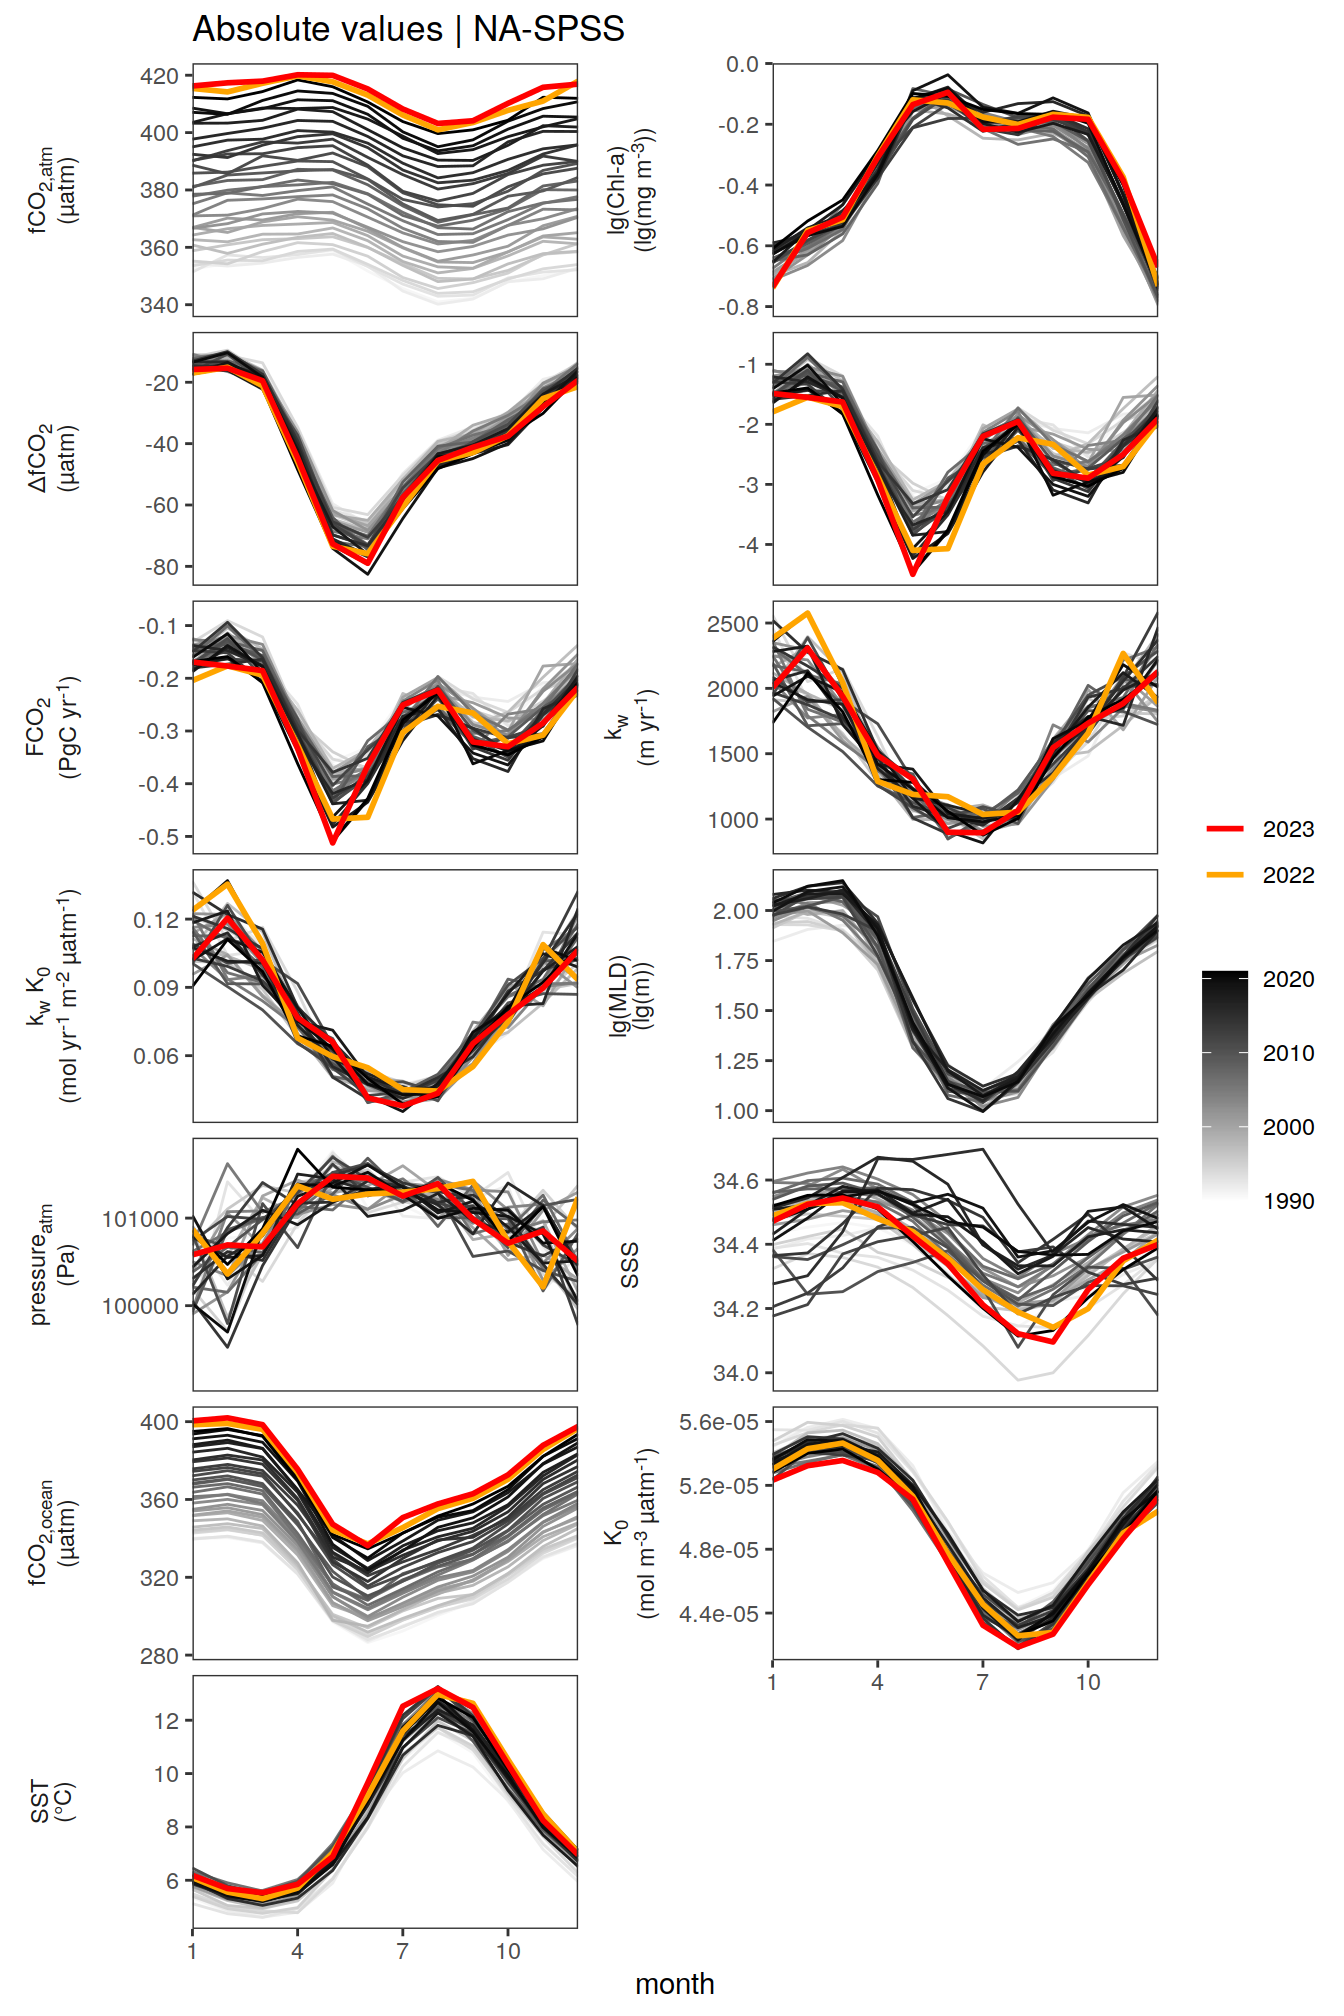 Absolute values | NA-SPSS
fCO2,atm
(µatm)
420
400
380
360
340
lg(Chl-a)
(lg(mg m-3))
0.0
-0.2
-0.4
-0.6
-0.8
ΔfCO2
(µatm)
-20
-40
-60
-80
-1
-2
-3
-4
FCO2
(PgC yr-1)
-0.1
-0.2
-0.3
-0.4
-0.5
kw
(m yr-1)
2500
2000
1500
1000
kw K0
(mol yr-1 m-2 µatm-1)
0.12
0.09
0.06
lg(MLD)
(lg(m))
2.00
1.75
1.50
1.25
1.00
pressureatm
(Pa)
101000
100000
SSS
34.6
34.4
34.2
34.0
fCO2,ocean
(µatm)
400
360
320
280
K0
(mol m-3 µatm-1)
5.6e-05
5.2e-05
4.8e-05
4.4e-05
1
4
7
10
SST
(°C)
12
10
8
6
1
4
7
10
month
2023
2022
2020
2010
2000
1990